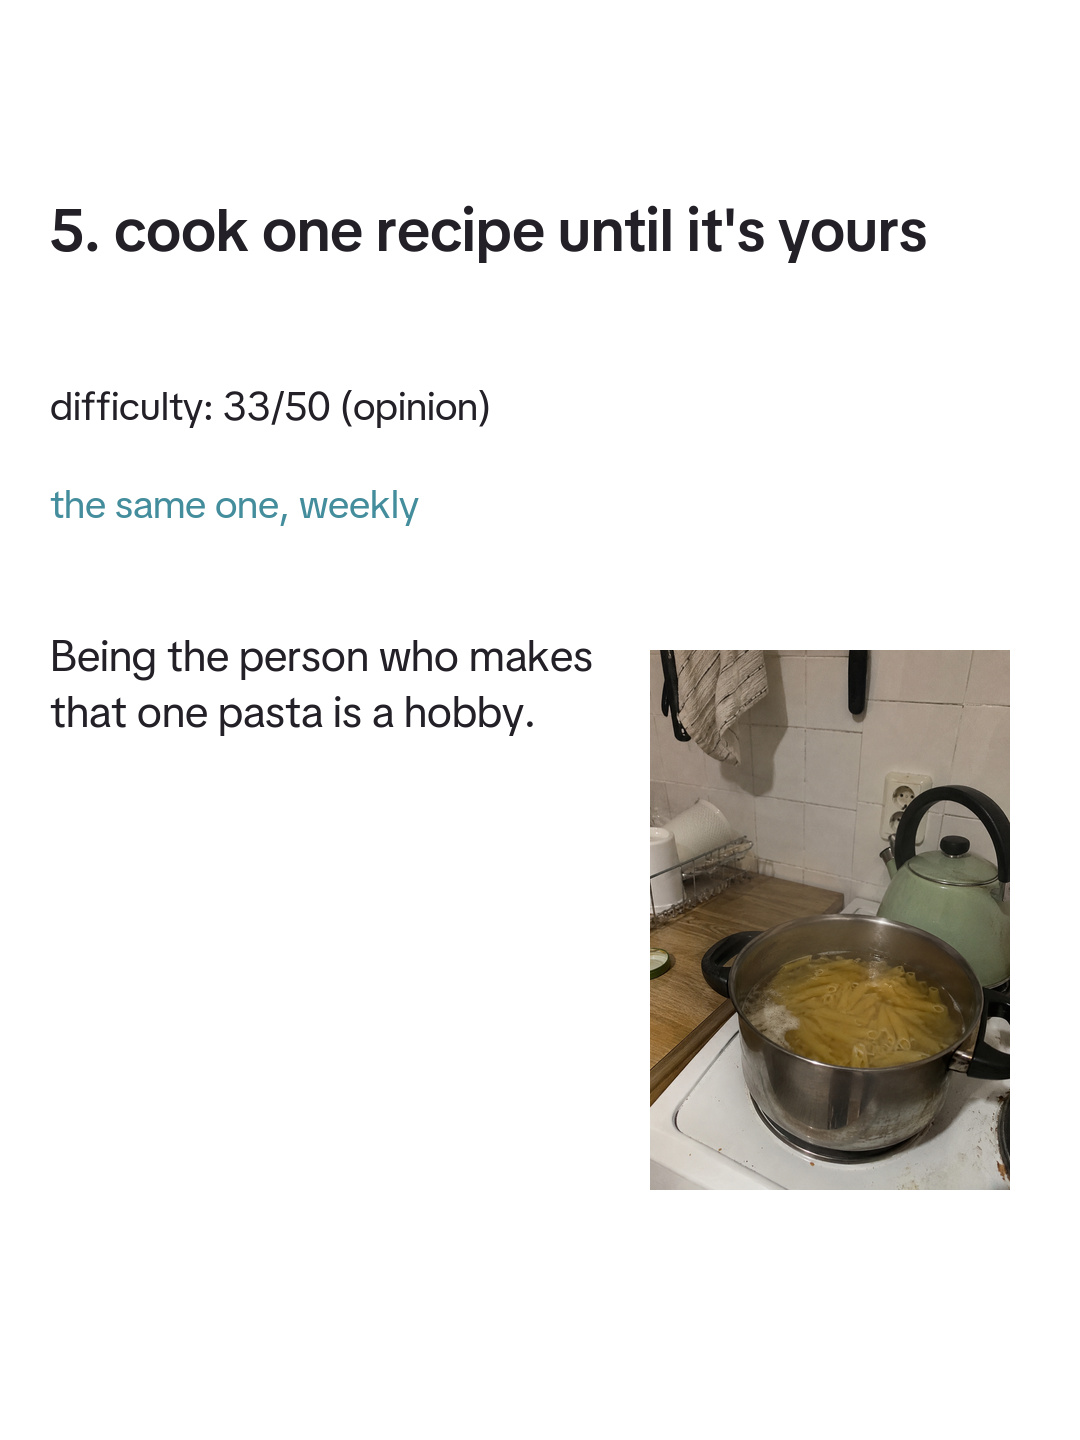 5. cook one recipe until it's yours
difficulty: 33/50 (opinion)
the same one, weekly
Being the person who makes
that one pasta is a hobby.